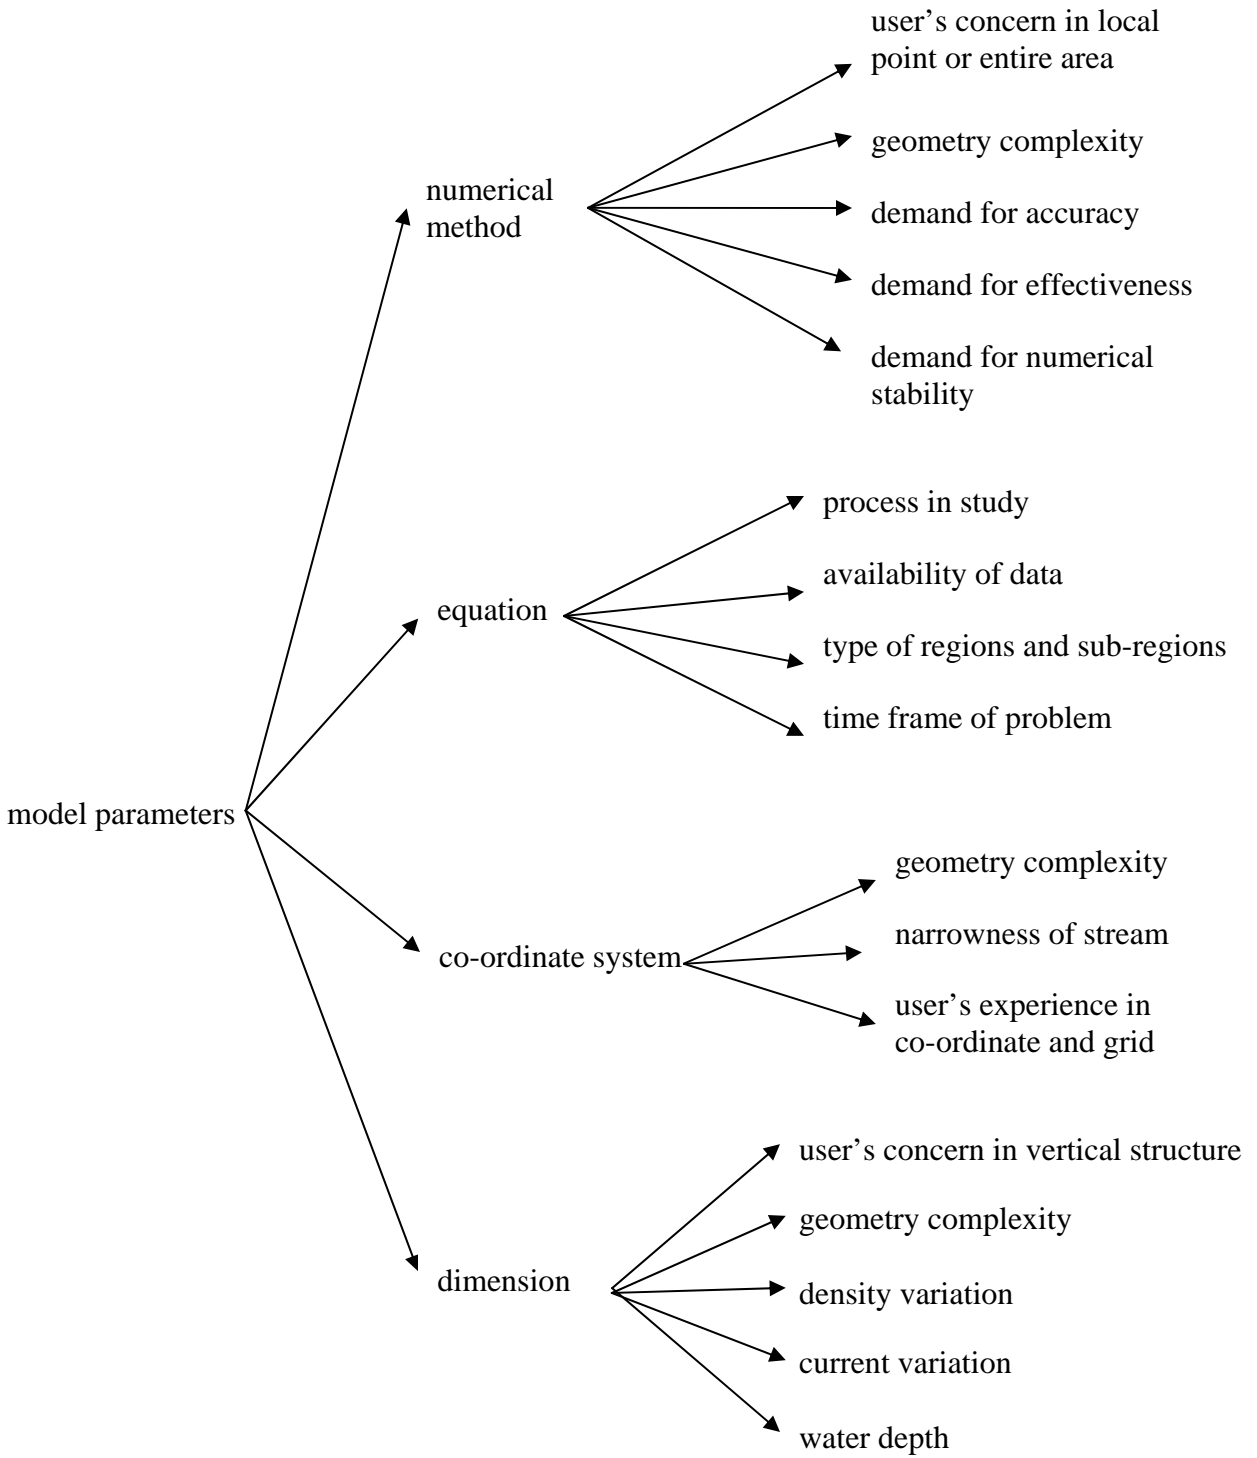 user’s concern in local
point or entire area
geometry complexity
numerical
method
demand for accuracy
demand for effectiveness
demand for numerical
stability
process in study
availability of data
equation
type of regions and sub-regions
time frame of problem
model parameters
geometry complexity
narrowness of stream
co-ordinate system
user’s experience in
co-ordinate and grid
user’s concern in vertical structure
geometry complexity
dimension
density variation
current variation
water depth